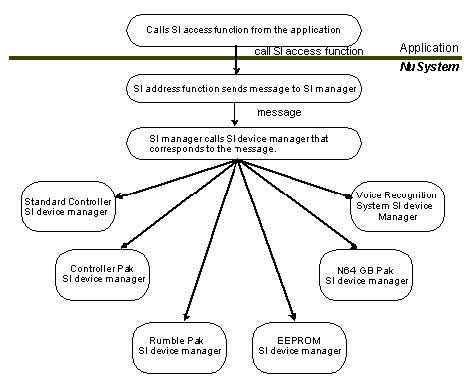 Calls SI access function from the application
call SI access function
Application
NuSystem
SI address function sends message to SI manager
message
SI manager calls SI device manager that
corresponds to the message.
Standard Controller
SI device manager
Voice Recognition
System SI device
Manager
Controller Pak
SI device manager
N64 GB Pak
SI device manager
Rumble Pak
SI device manager
EEPROM
SI device manager